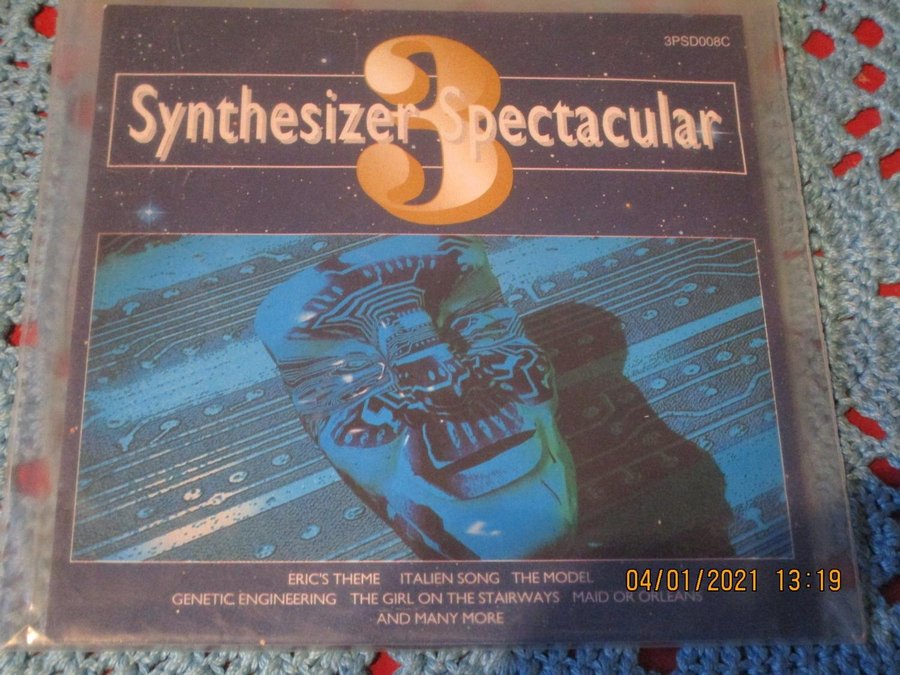 3PSD008C
3
Synthesizer Spectacular
ERIC'S THEME ITALIEN SONG THE MODEL
GENETIC ENGINEERING THE GIRL ON THE STAIRWAYS MAID OR ORLEANS
AND MANY MORE
04/01/2021 13:19